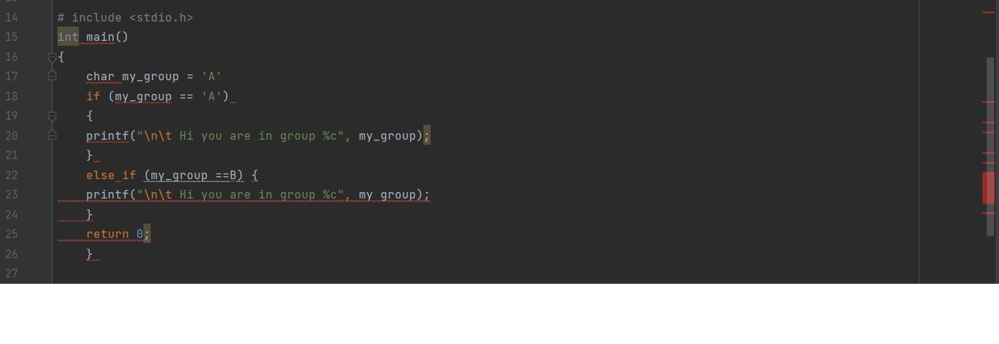 14 # include <stdio.h>
15 int main()
16 {
17 char my_group = 'A'
18 if (my_group == 'A')
19 {
20 printf("\n\t Hi you are in group %c", my_group);
21 }
22 else if (my_group ==B) {
23 printf("\n\t Hi you are in group %c", my_group);
24 }
25 return 0;
26 }
27